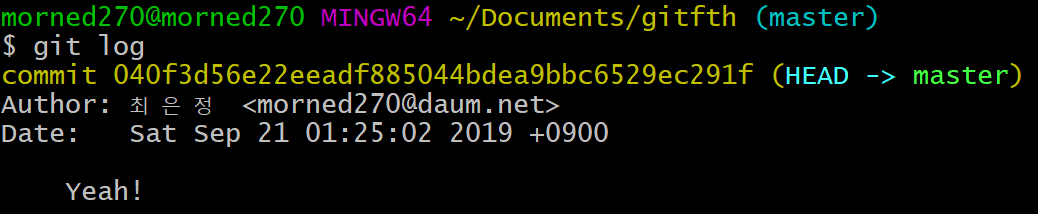 morned270@morned270 MINGW64 ~/Documents/gitfth (master)
$ git log
commit 040f3d56e22eeadf885044bdea9bbc6529ec291f (HEAD -> master)
Author: 최은정 <morned270@daum.net>
Date:   Sat Sep 21 01:25:02 2019 +0900
    Yeah!